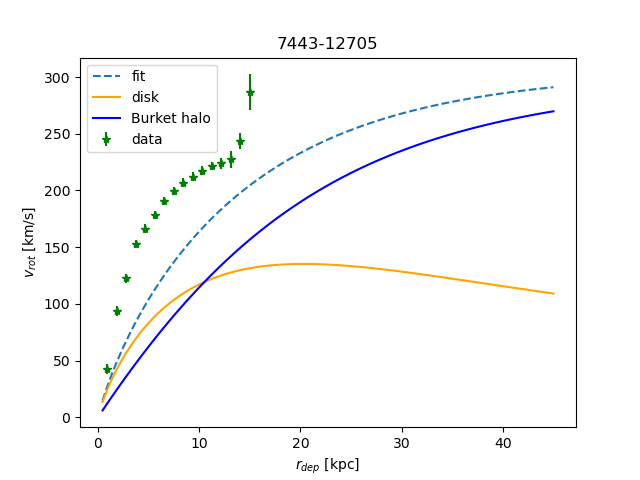 7443-12705
fit
disk
Burket halo
data
300
250
200
150
100
50
0
v_rot [km/s]
0 10 20 30 40
r_dep [kpc]